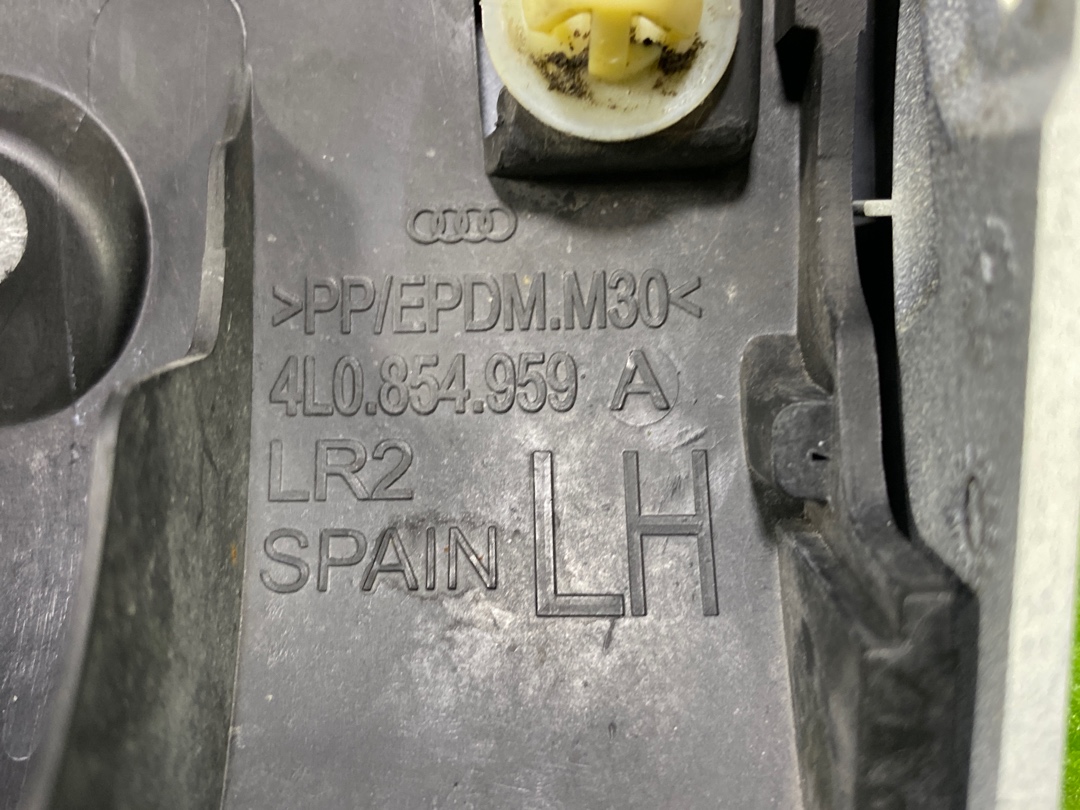 >PP/EPDM.M30<
4L0.854.959 A
LR2
SPAIN
LH